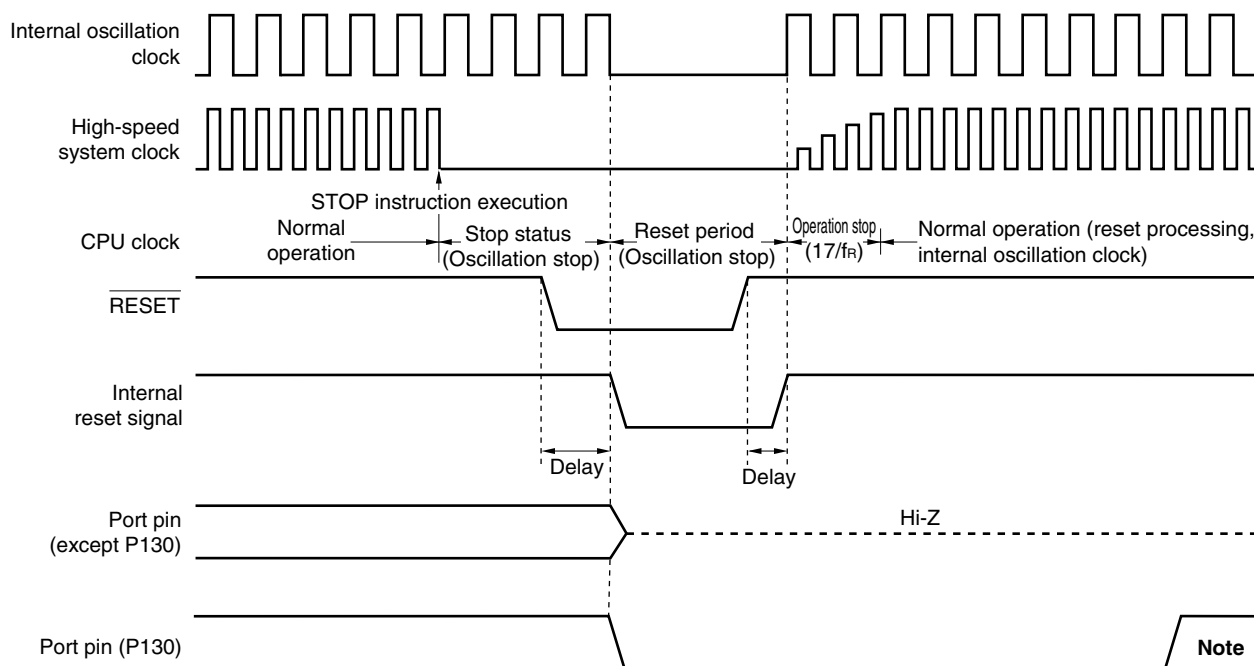 Internal oscillation
clock
High-speed
system clock
STOP instruction execution
CPU clock
Normal
operation
Stop status
(Oscillation stop)
Reset period
(Oscillation stop)
Operation stop
(17/fR)
Normal operation (reset processing,
internal oscillation clock)
RESET
Internal
reset signal
Delay
Delay
Port pin
(except P130)
Hi-Z
Port pin (P130)
Note